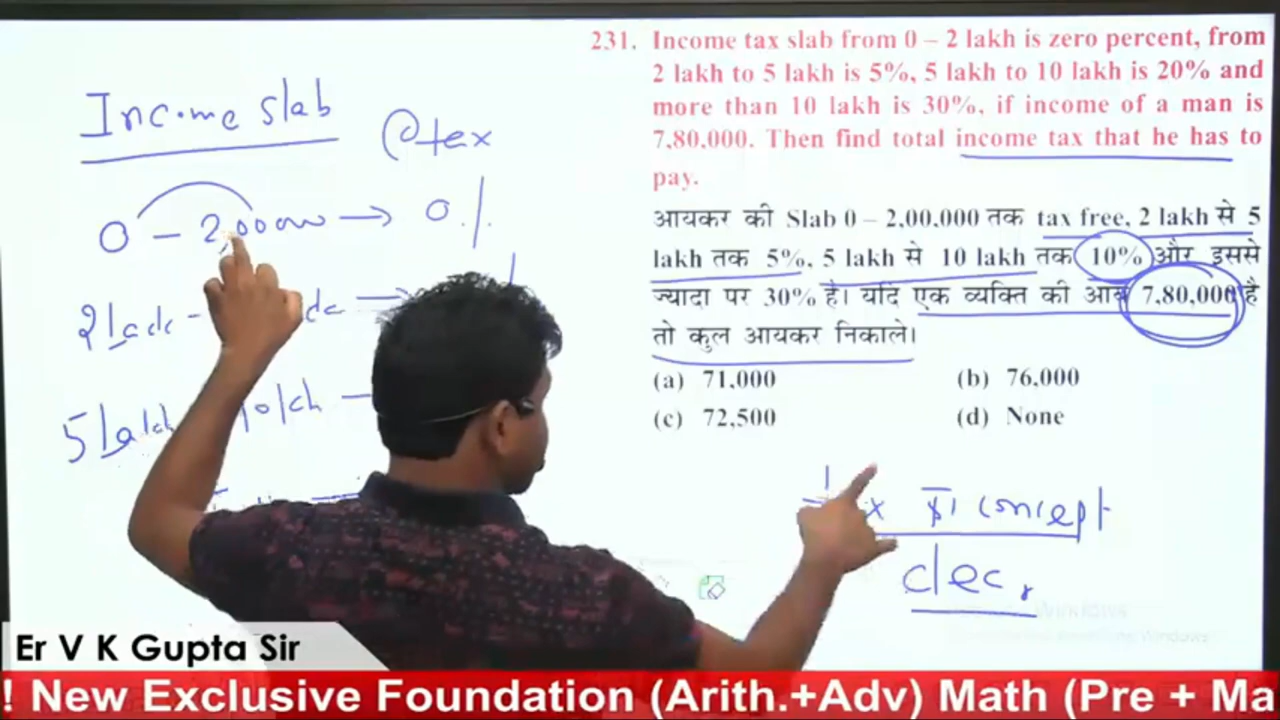 231. Income tax slab from 0 – 2 lakh is zero percent, from
2 lakh to 5 lakh is 5%, 5 lakh to 10 lakh is 20% and
more than 10 lakh is 30%, if income of a man is
7,80,000. Then find total income tax that he has to
pay.
आयकर की Slab 0 – 2,00,000 तक tax free, 2 lakh से 5
lakh तक 5%, 5 lakh से 10 lakh तक 10% और इससे
ज्यादा पर 30% है। यदि एक व्यक्ति की आय 7,80,000 है
तो कुल आयकर निकाले।
(a) 71,000 (b) 76,000
(c) 72,500 (d) None
Income slab @tax
0 – 2,00000 → 0%
2 lack -
5 lakh
concept
dec.
Er V K Gupta Sir
! New Exclusive Foundation (Arith.+Adv) Math (Pre + Ma